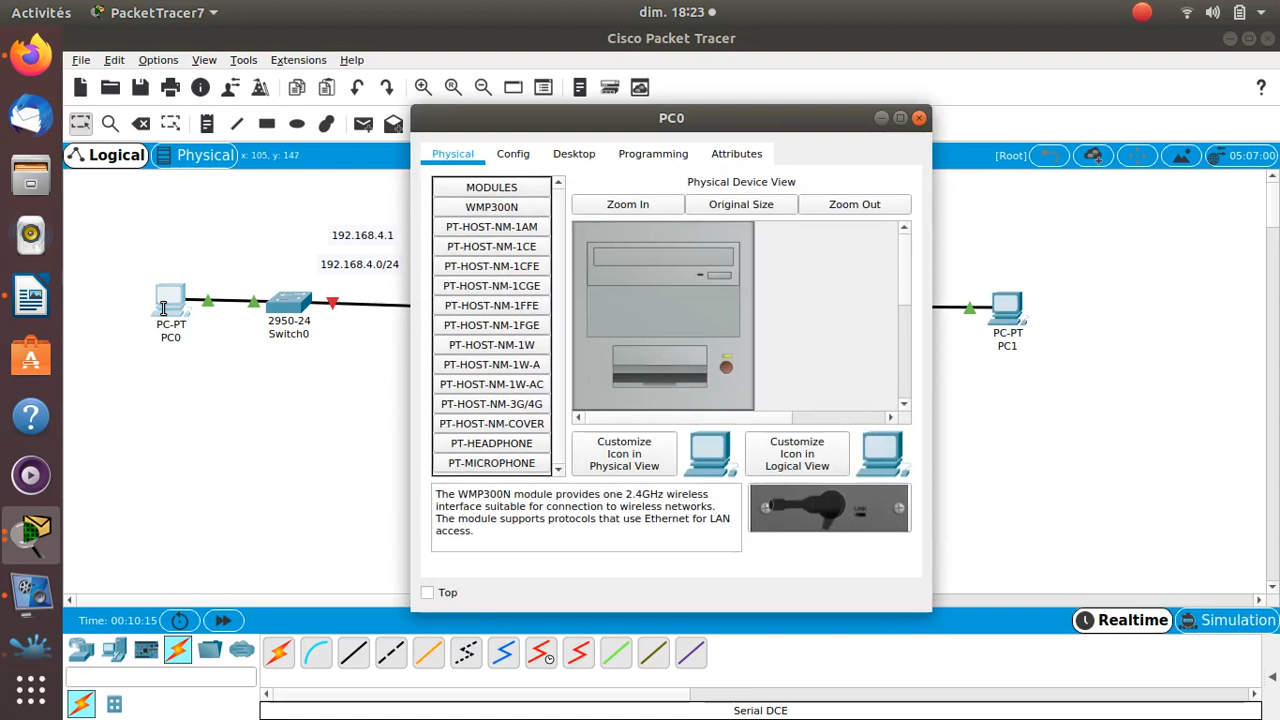 Activités PacketTracer7 dim. 18:23
Cisco Packet Tracer
File Edit View Options Tools Extensions Help
Logical Physical x: 105, y: 147 [Root] 05:07:00
PC0
Physical Config Desktop Programming Attributes
MODULES
WMP300N
PT-HOST-NM-1AM
PT-HOST-NM-1CE
PT-HOST-NM-1CFE
PT-HOST-NM-1CGE
PT-HOST-NM-1FFE
PT-HOST-NM-1FGE
PT-HOST-NM-1W
PT-HOST-NM-1W-A
PT-HOST-NM-1W-AC
PT-HOST-NM-3G/4G
PT-HOST-NM-COVER
PT-HEADPHONE
PT-MICROPHONE
Physical Device View
Zoom In Original Size Zoom Out
Customize
Icon in
Physical View
Customize
Icon in
Logical View
The WMP300N module provides one 2.4GHz wireless
interface suitable for connection to wireless networks.
The module supports protocols that use Ethernet for LAN
access.
LINK
Top
192.168.4.1
192.168.4.0/24
PC-PT
PC0
2950-24
Switch0
PC-PT
PC1
Time: 00:10:15 Realtime Simulation
Serial DCE